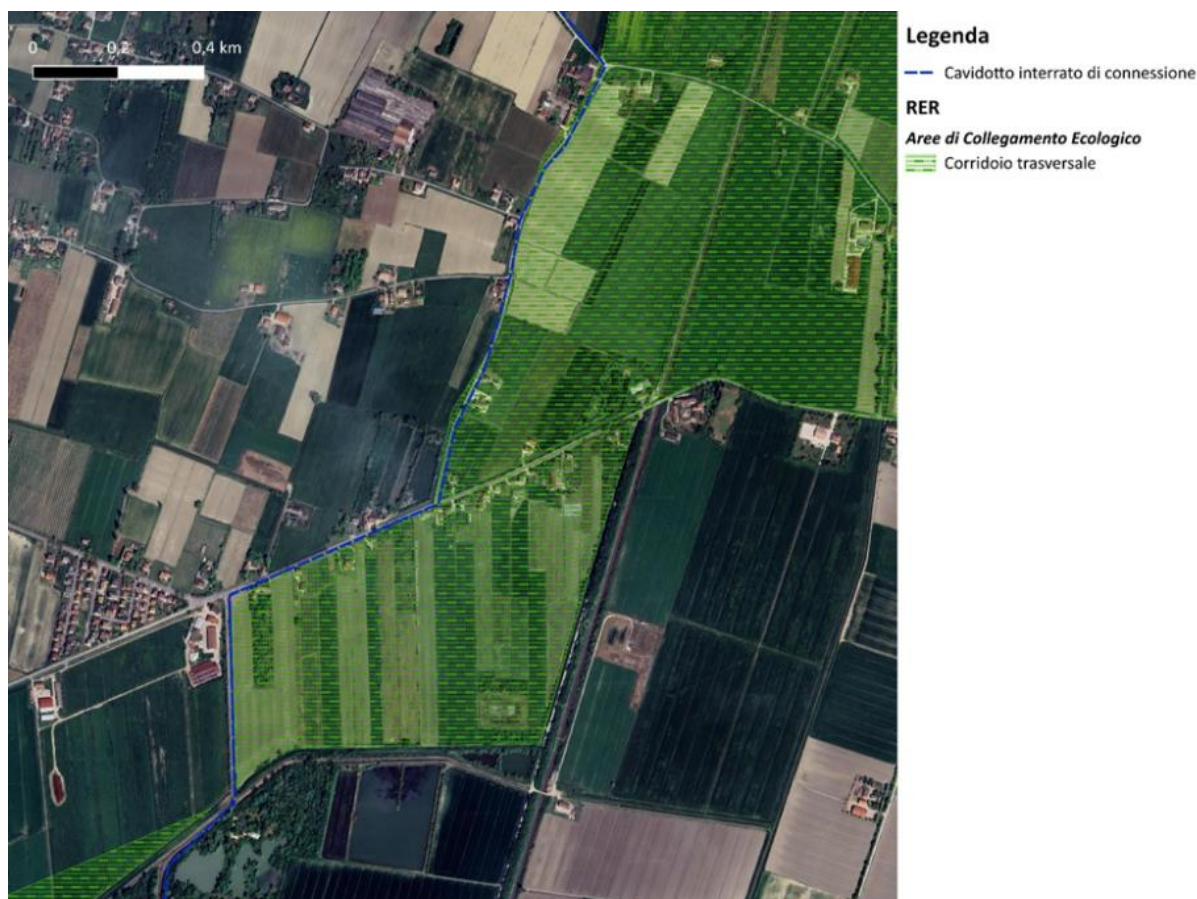 0 0,2 0,4 km
Legenda
Cavidotto interrato di connessione
RER
Aree di Collegamento Ecologico
Corridoio trasversale